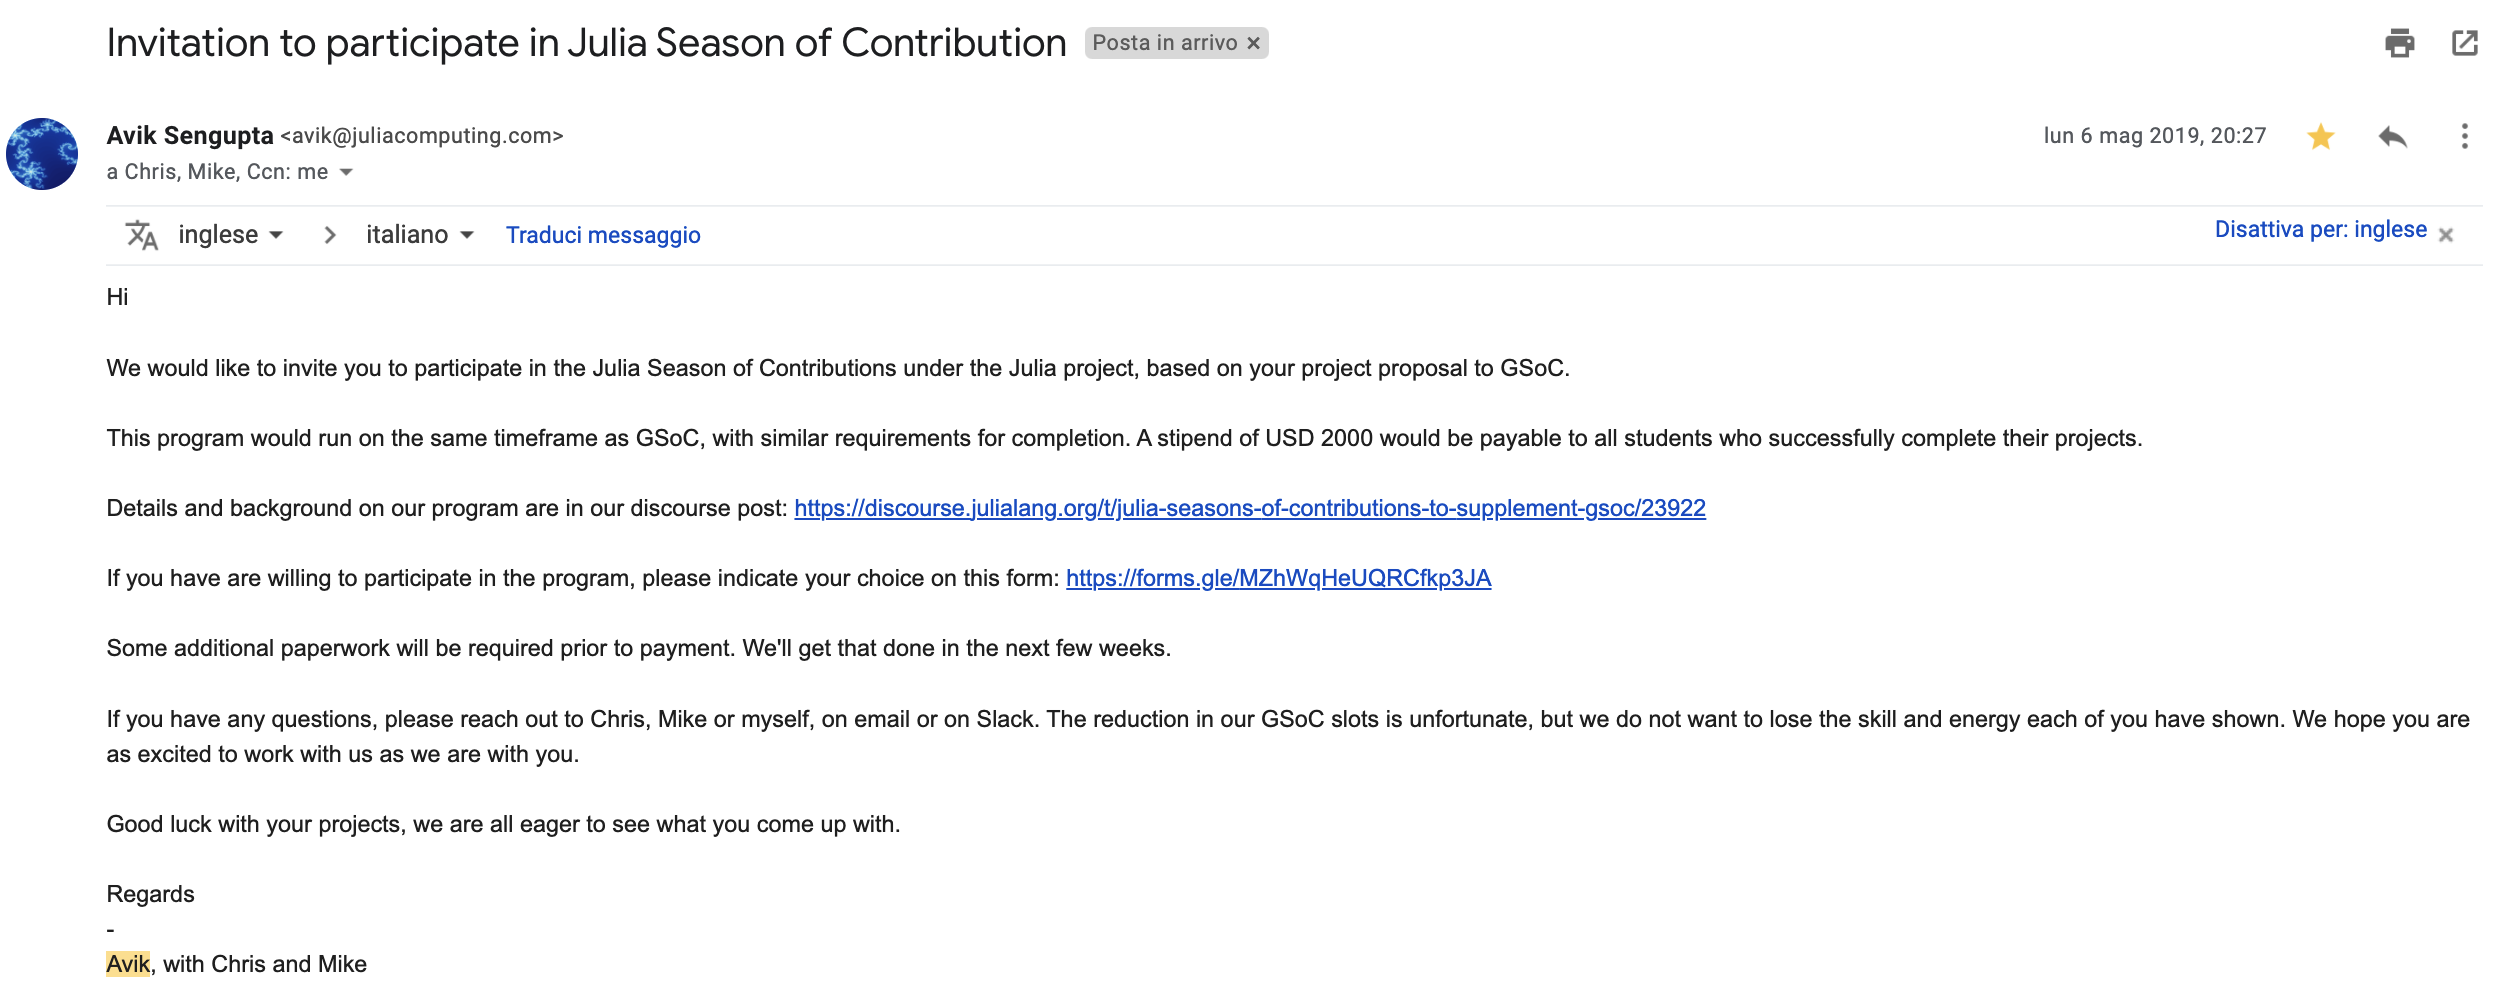 Invitation to participate in Julia Season of Contribution Posta in arrivo ×
Avik Sengupta <avik@juliacomputing.com> lun 6 mag 2019, 20:27
a Chris, Mike, Ccn: me
inglese > italiano Traduci messaggio Disattiva per: inglese ×
Hi
We would like to invite you to participate in the Julia Season of Contributions under the Julia project, based on your project proposal to GSoC.
This program would run on the same timeframe as GSoC, with similar requirements for completion. A stipend of USD 2000 would be payable to all students who successfully complete their projects.
Details and background on our program are in our discourse post: https://discourse.julialang.org/t/julia-seasons-of-contributions-to-supplement-gsoc/23922
If you have are willing to participate in the program, please indicate your choice on this form: https://forms.gle/MZhWqHeUQRCfkp3JA
Some additional paperwork will be required prior to payment. We'll get that done in the next few weeks.
If you have any questions, please reach out to Chris, Mike or myself, on email or on Slack. The reduction in our GSoC slots is unfortunate, but we do not want to lose the skill and energy each of you have shown. We hope you are
as excited to work with us as we are with you.
Good luck with your projects, we are all eager to see what you come up with.
Regards
-
Avik, with Chris and Mike